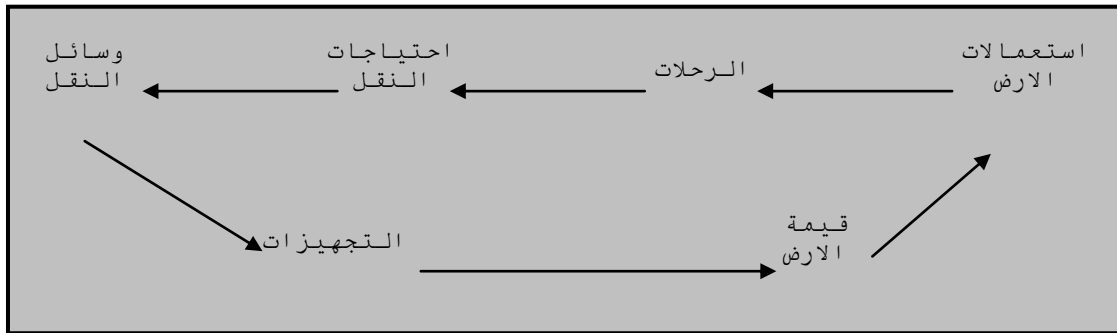 استعمالات
الارض
الرحلات
احتياجات
النقل
وسائل
النقل
التجهيزات
قيمة
الارض